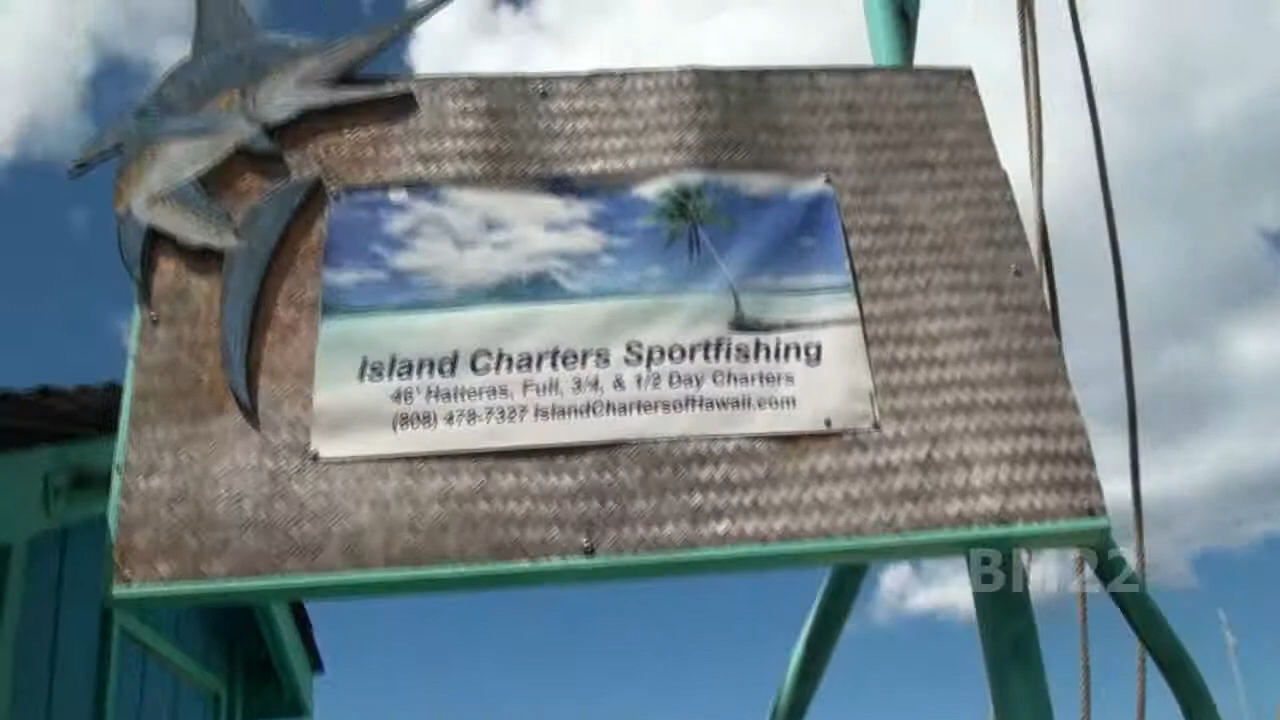 Island Charters Sportfishing
46' Hatteras, Full, 3/4, & 1/2 Day Charters
(808) 478-7327 IslandChartersofHawaii.com
BM22